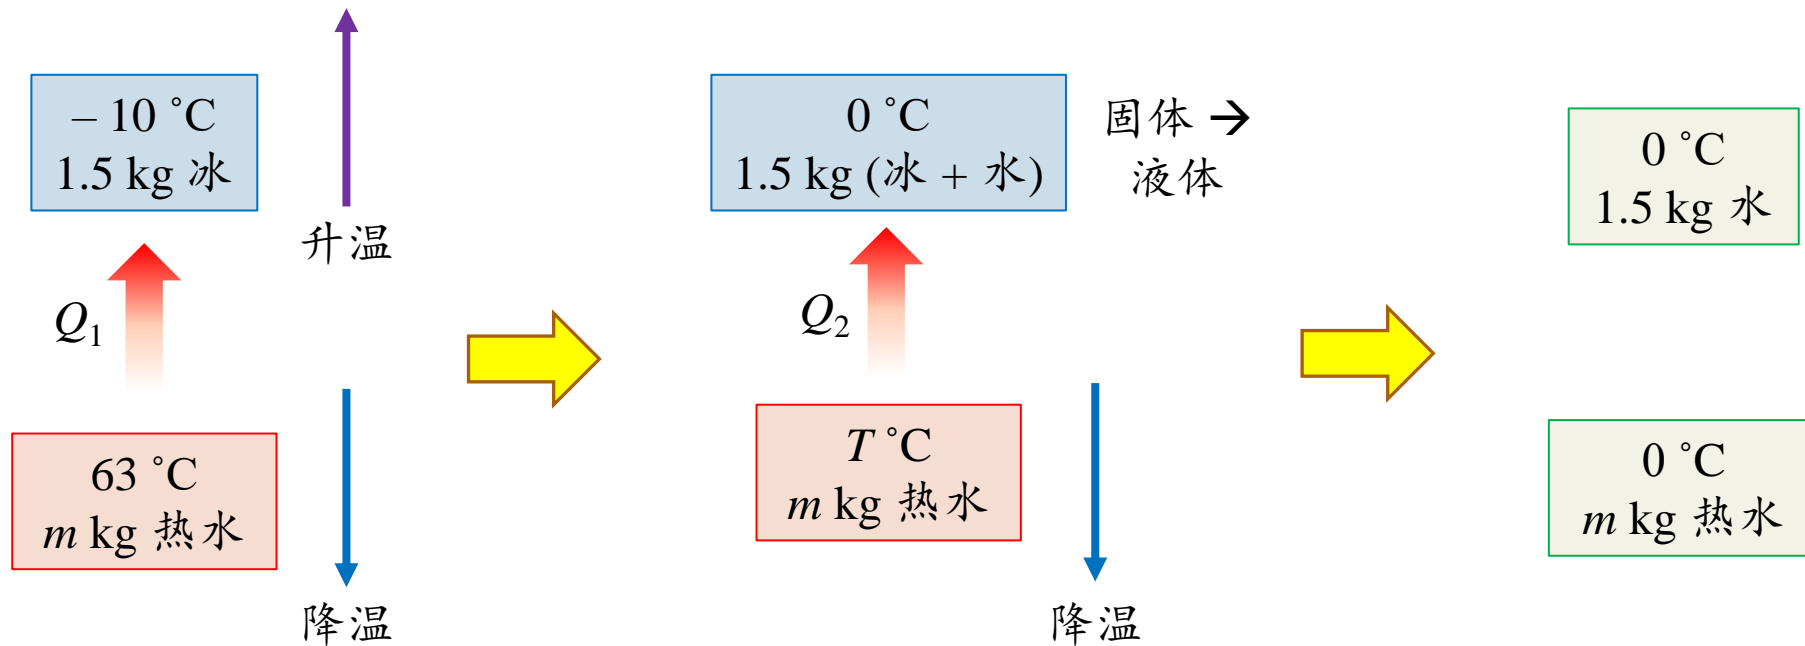 – 10 ˚C
1.5 kg 冰
升温
Q1
63 ˚C
m kg 热水
降温
0 ˚C
1.5 kg (冰 + 水)
固体 →
液体
Q2
T ˚C
m kg 热水
降温
0 ˚C
1.5 kg 水
0 ˚C
m kg 热水